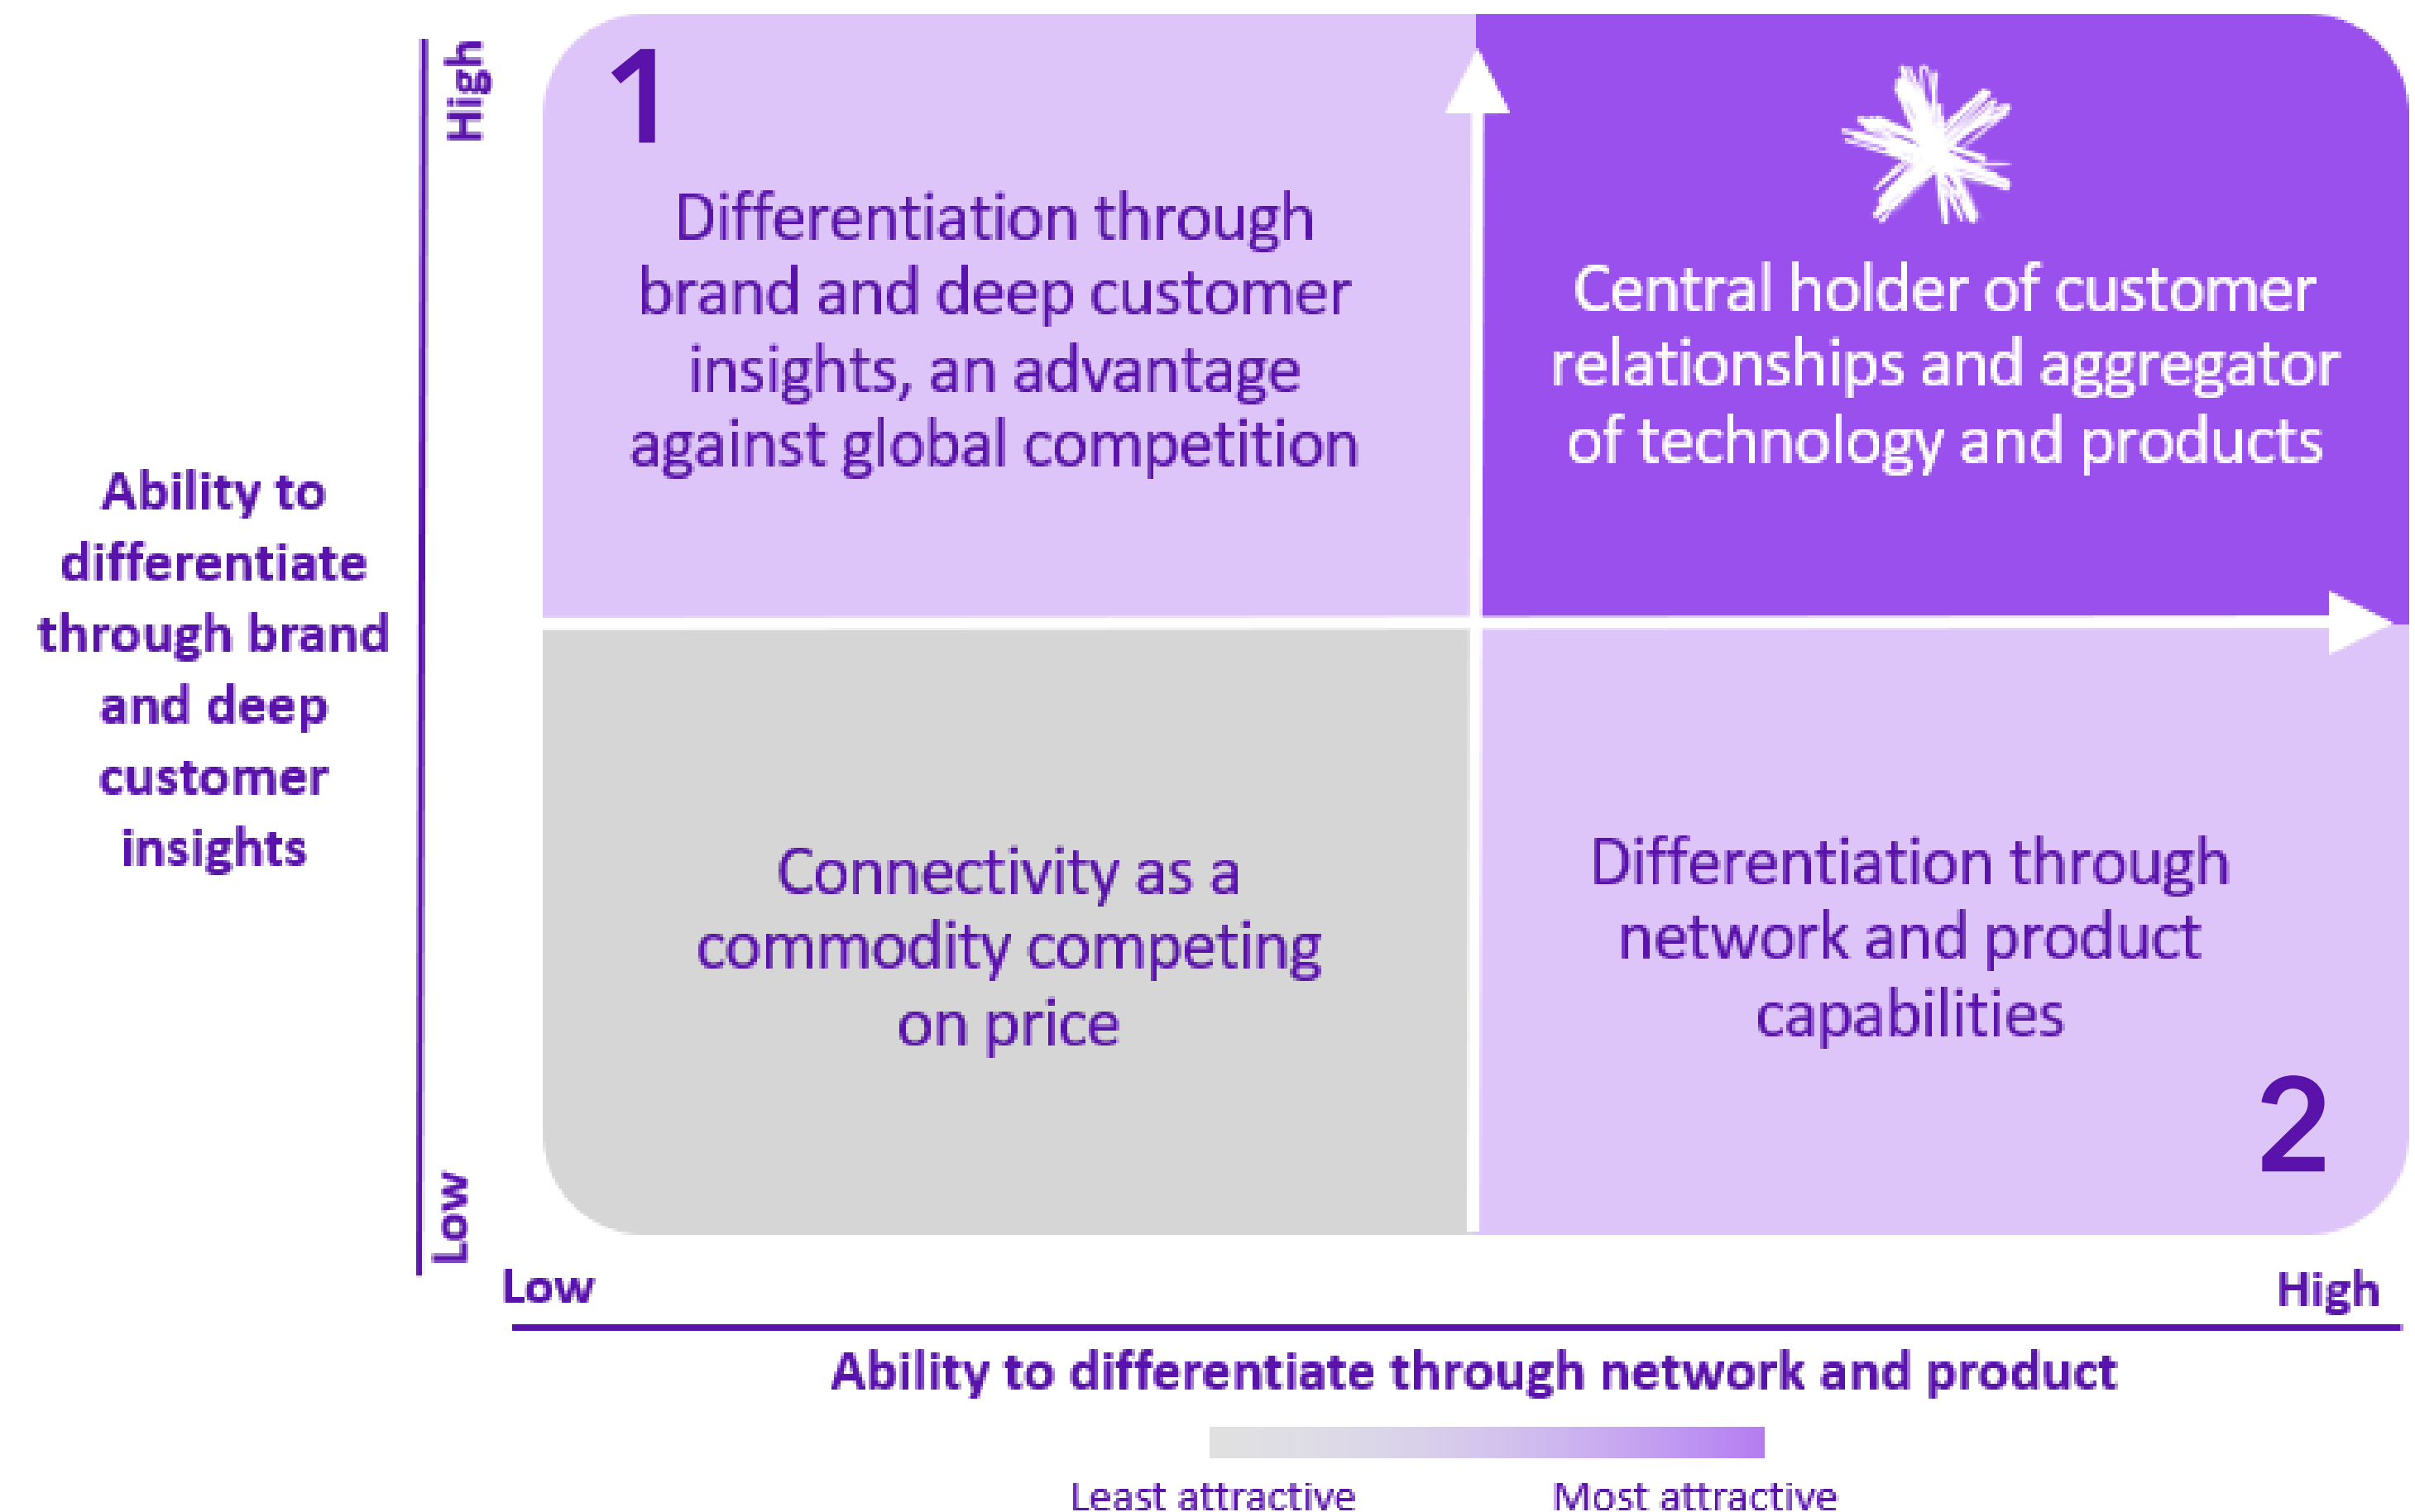 High
1
Differentiation through
brand and deep customer
insights, an advantage
against global competition
Central holder of customer
relationships and aggregator
of technology and products
Ability to
differentiate
through brand
and deep
customer
insights
Connectivity as a
commodity competing
on price
Differentiation through
network and product
capabilities
2
Low
Low
High
Ability to differentiate through network and product
Least attractive
Most attractive